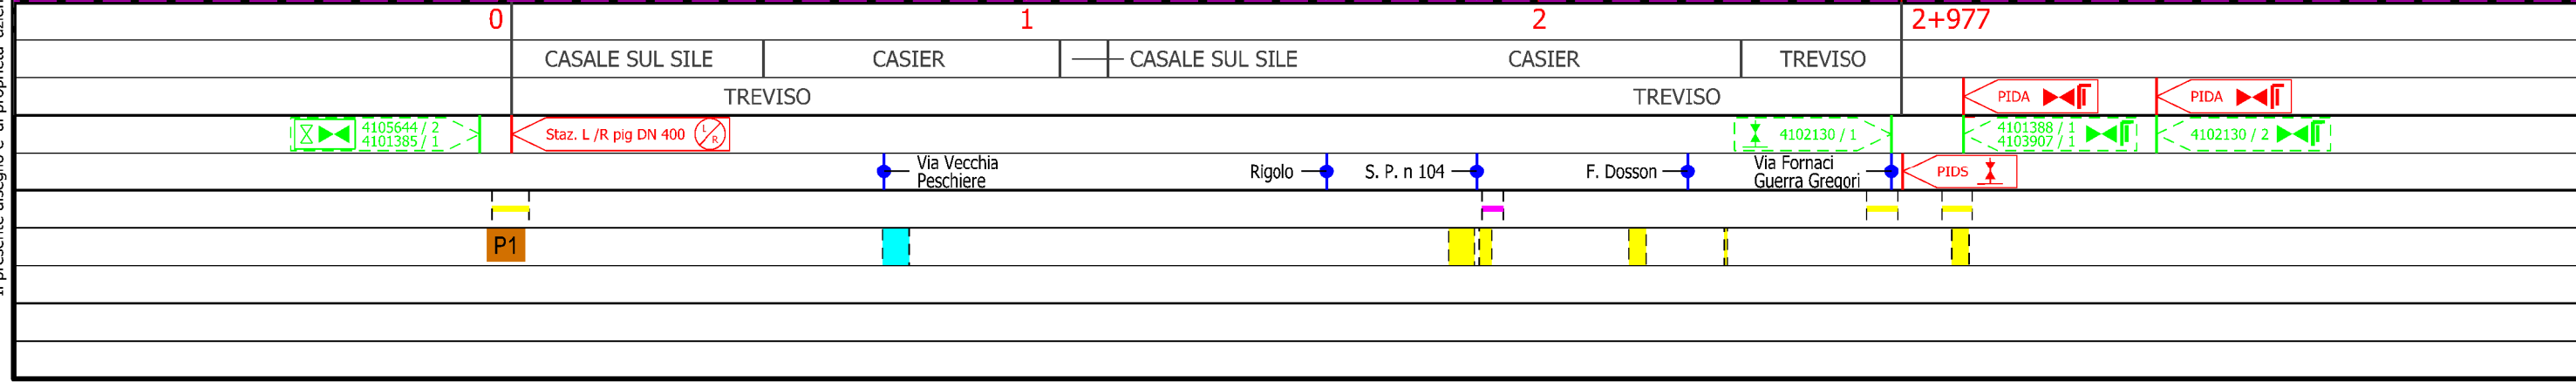 0 1 2 2+977
CASALE SUL SILE CASIER CASALE SUL SILE CASIER TREVISO
TREVISO TREVISO PIDA PIDA
4105644 / 2
4101385 / 1
Staz. L /R pig DN 400 L/R
4102130 / 1
4101388 / 1
4103907 / 1
4102130 / 2
Via Vecchia
Peschiere
Rigolo
S. P. n 104
F. Dosson
Via Fornaci
Guerra Gregori
PIDS
P1